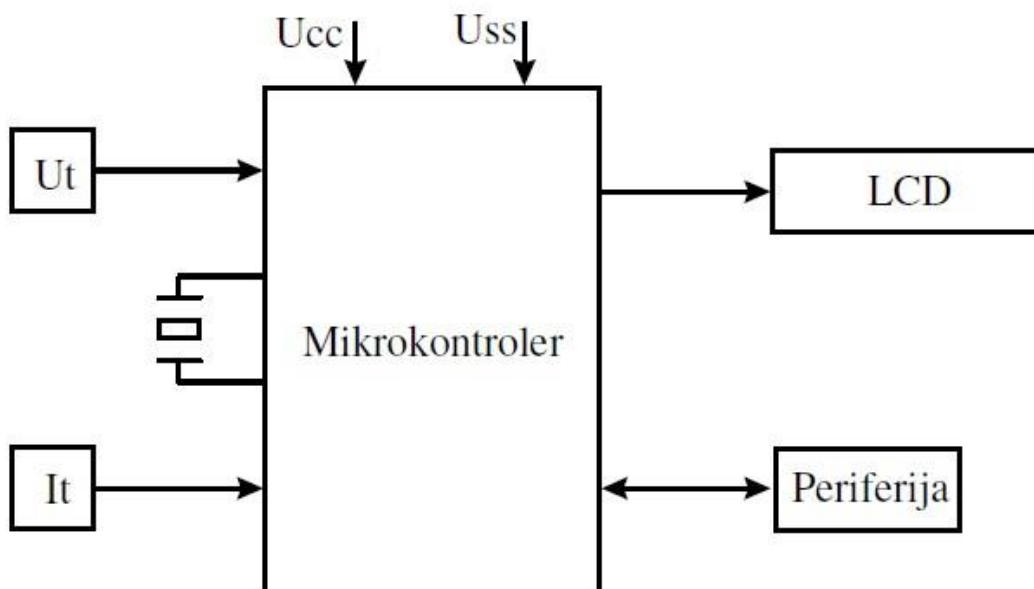 Ucc
Uss
Ut
LCD
Mikrokontroler
It
Periferija